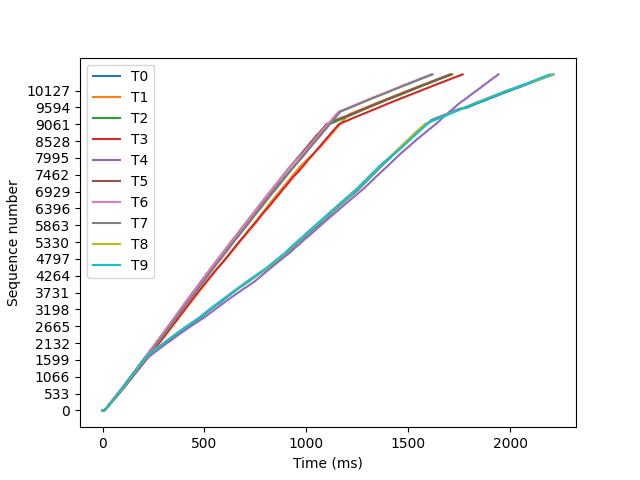 T0
T1
T2
T3
T4
T5
T6
T7
T8
T9
10127
9594
9061
8528
7995
7462
6929
6396
5863
5330
4797
4264
3731
3198
2665
2132
1599
1066
533
0
Sequence number
0 500 1000 1500 2000
Time (ms)